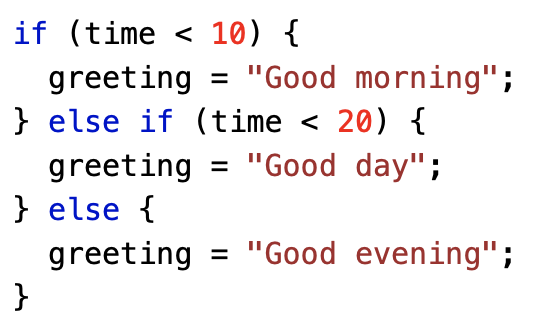 if (time < 10) {
  greeting = "Good morning";
} else if (time < 20) {
  greeting = "Good day";
} else {
  greeting = "Good evening";
}